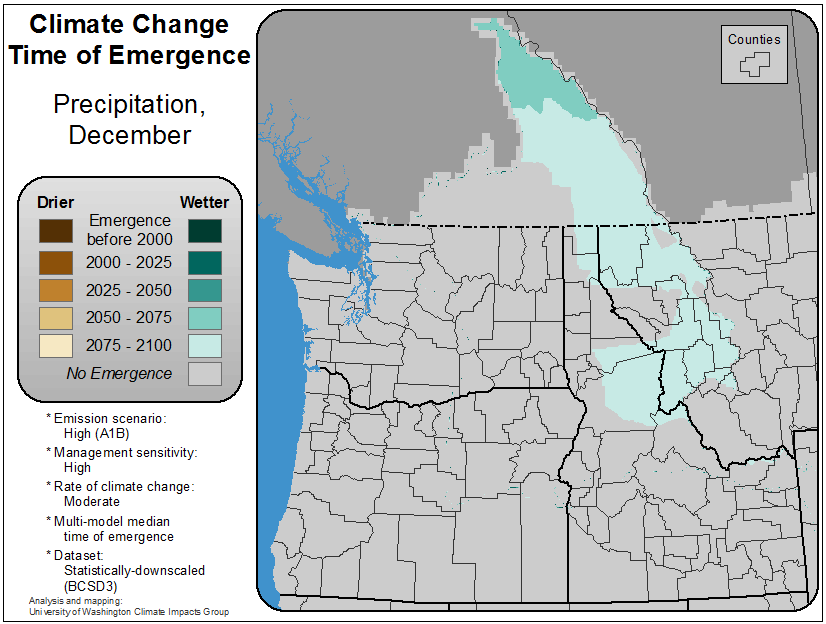 Climate Change
Time of Emergence
Precipitation,
December
Counties
Drier
Wetter
Emergence
before 2000
2000 - 2025
2025 - 2050
2050 - 2075
2075 - 2100
No Emergence
* Emission scenario:
High (A1B)
* Management sensitivity:
High
* Rate of climate change:
Moderate
* Multi-model median
time of emergence
* Dataset:
Statistically-downscaled
(BCSD3)
Analysis and mapping:
University of Washington Climate Impacts Group